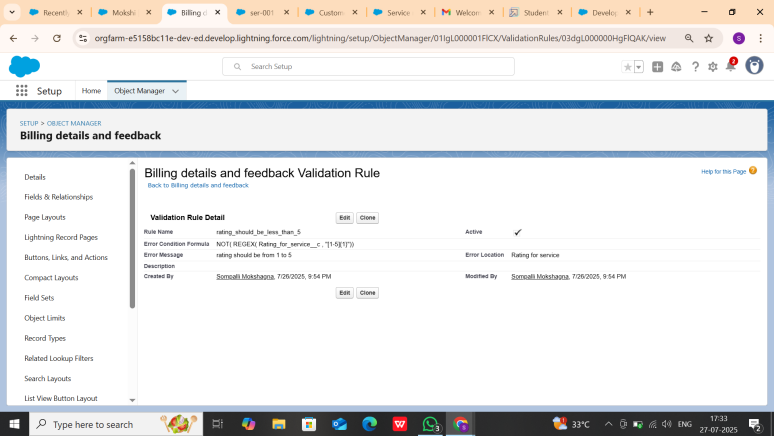 Recently
Mokshi
Billing d
ser-001
Custom
Service
Welcom
Student
Develop
orgfarm-e5158bc11e-dev-ed.develop.lightning.force.com/lightning/setup/ObjectManager/01IgL000001FICX/ValidationRules/03dgL000000HgFlQAK/view
S
Search Setup
2
Setup
Home
Object Manager
SETUP > OBJECT MANAGER
Billing details and feedback
Details
Fields & Relationships
Page Layouts
Lightning Record Pages
Buttons, Links, and Actions
Compact Layouts
Field Sets
Object Limits
Record Types
Related Lookup Filters
Search Layouts
List View Button Layout
Billing details and feedback Validation Rule
Help for this Page
Back to Billing details and feedback
Validation Rule Detail
Edit Clone
Rule Name rating_should_be_less_than_5 Active ✓
Error Condition Formula NOT( REGEX( Rating_for_service__c , "[1-5]{1}"))
Error Message rating should be from 1 to 5 Error Location Rating for service
Description
Created By Sompalli Mokshagna, 7/26/2025, 9:54 PM Modified By Sompalli Mokshagna, 7/26/2025, 9:54 PM
Edit Clone
Type here to search
33°C
ENG
17:33
27-07-2025